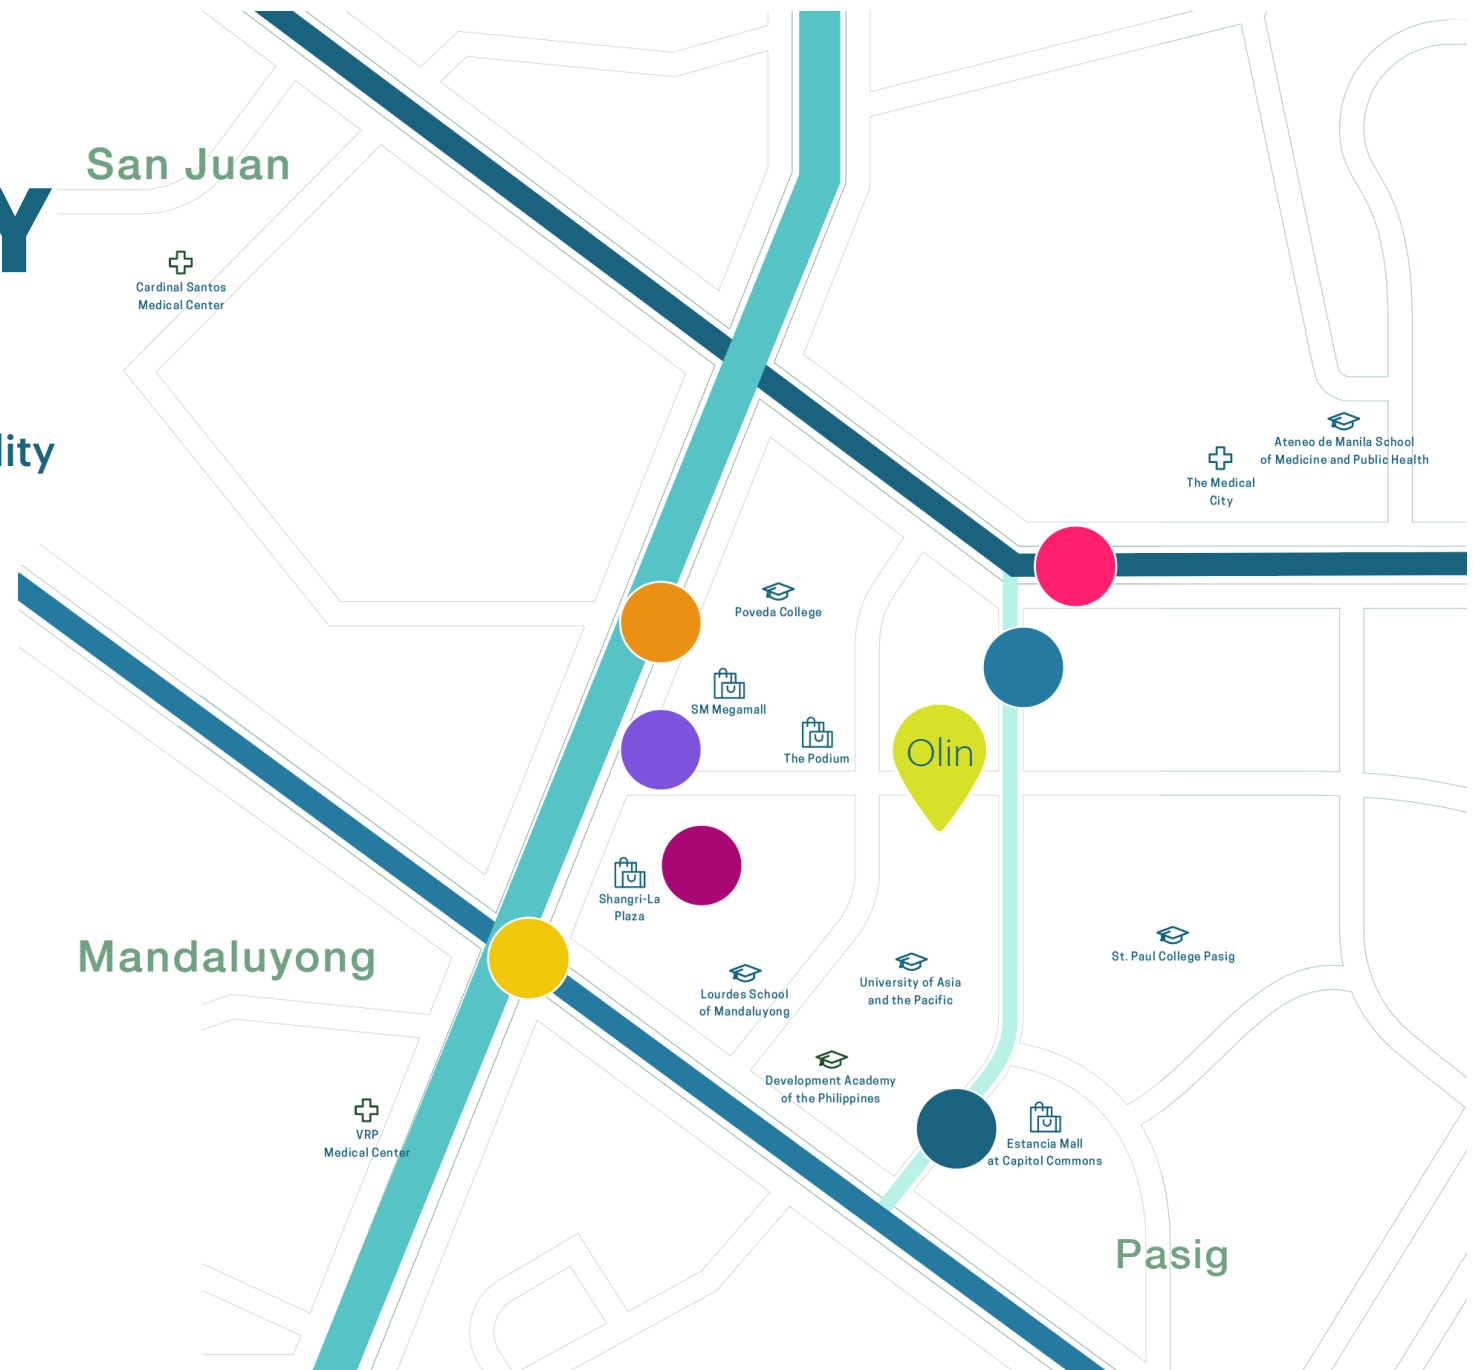 San Juan
Y
Cardinal Santos
Medical Center
lity
Ateneo de Manila School
of Medicine and Public Health
The Medical
City
Poveda College
SM Megamall
The Podium
Olin
Shangri-La
Plaza
Mandaluyong
Lourdes School
of Mandaluyong
University of Asia
and the Pacific
St. Paul College Pasig
Development Academy
of the Philippines
VRP
Medical Center
Estancia Mall
at Capitol Commons
Pasig